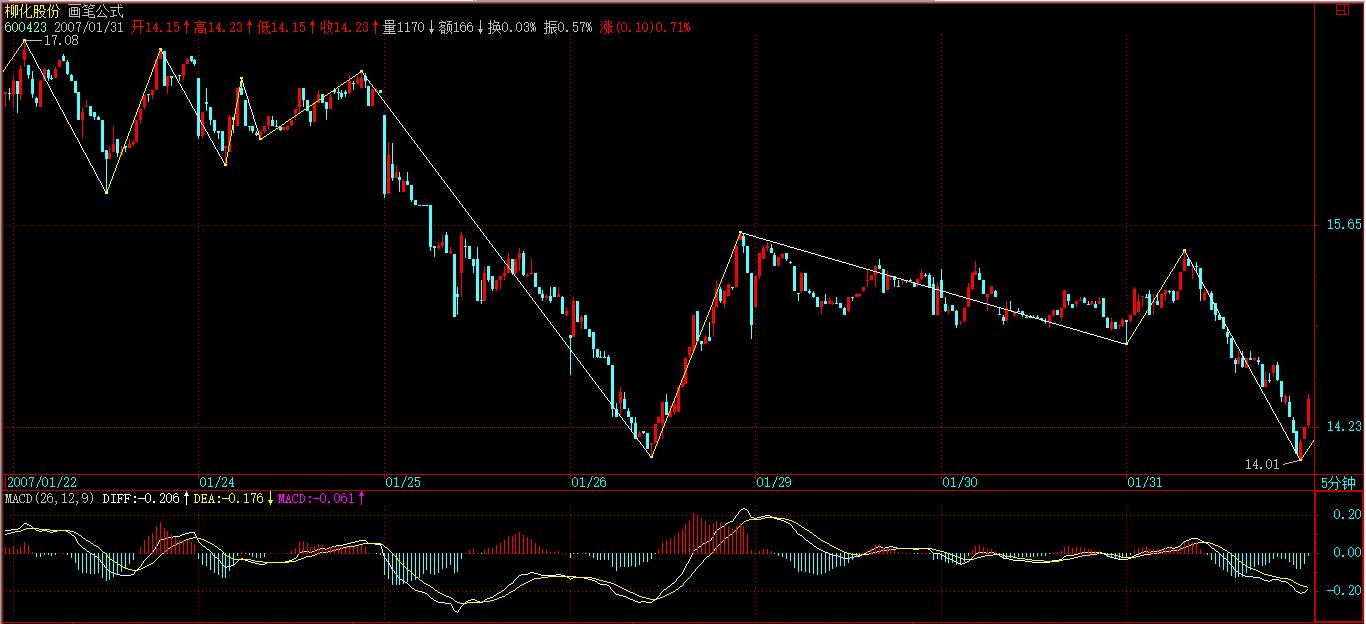 柳化股份 画笔公式
600423 2007/01/31 开14.15↑高14.23↑低14.15↑收14.23↑量1170↓额166↓换0.03% 振0.57% 涨(0.10)0.71%
17.08
15.65
14.23
14.01
2007/01/22 01/24 01/25 01/26 01/29 01/30 01/31 5分钟
MACD(26,12,9) DIFF:-0.206↑DEA:-0.176↓MACD:-0.061↑
0.20
0.00
-0.20